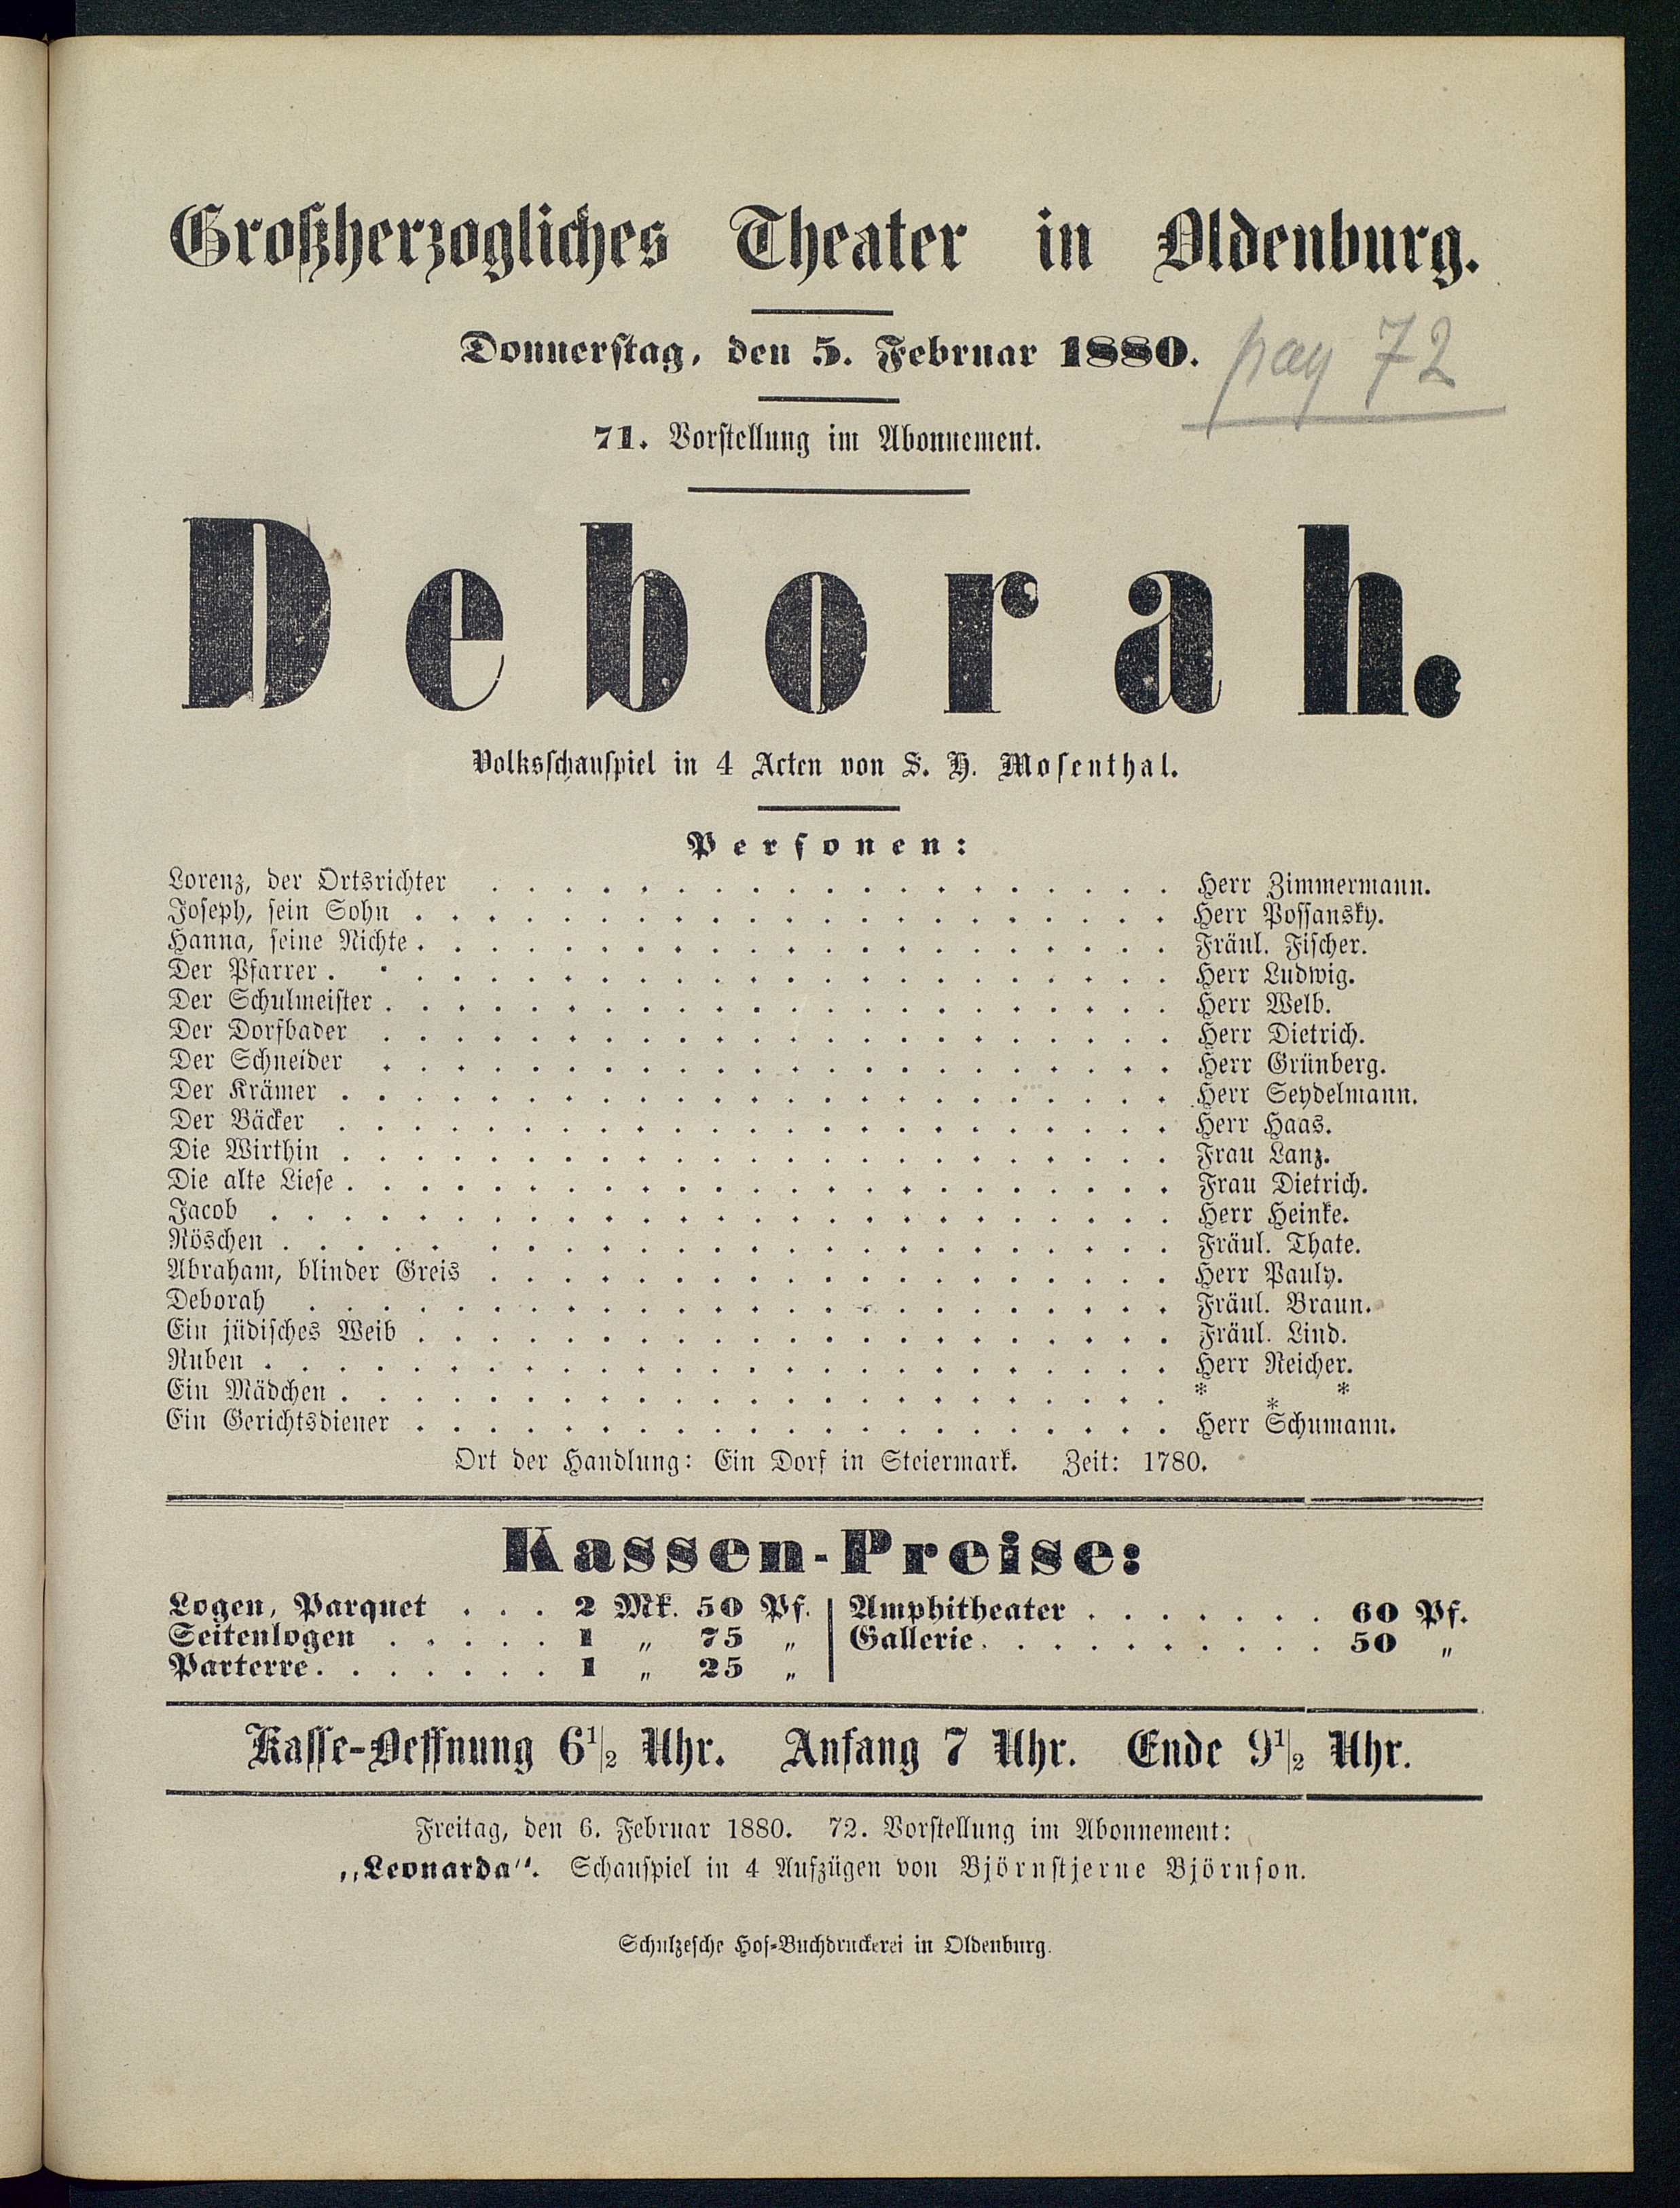 Großherzogliches Theater in Oldenburg.
Donnerstag, den 5. Februar 1880.
pag 72
71. Vorstellung im Abonnement.
Deborah.
Volksschauspiel in 4 Acten von S. H. Mosenthal.
Personen:
Lorenz, der Ortsrichter . . . . . . . . . . Herr Zimmermann.
Joseph, sein Sohn . . . . . . . . . . Herr Possansky.
Hanna, seine Nichte . . . . . . . . . . Fräul. Fischer.
Der Pfarrer . . . . . . . . . . Herr Ludwig.
Der Schulmeister . . . . . . . . . . Herr Welb.
Der Dorfbader . . . . . . . . . . Herr Dietrich.
Der Schneider . . . . . . . . . . Herr Grünberg.
Der Krämer . . . . . . . . . . Herr Seydelmann.
Der Bäcker . . . . . . . . . . Herr Haas.
Die Wirthin . . . . . . . . . . Frau Lanz.
Die alte Liese . . . . . . . . . . Frau Dietrich.
Jacob . . . . . . . . . . Herr Heinke.
Röschen . . . . . . . . . . Fräul. Thate.
Abraham, blinder Greis . . . . . . . . . . Herr Pauly.
Deborah . . . . . . . . . . Fräul. Braun.
Ein jüdisches Weib . . . . . . . . . . Fräul. Lind.
Ruben . . . . . . . . . . Herr Reicher.
Ein Mädchen . . . . . . . . . . * * *
Ein Gerichtsdiener . . . . . . . . . . Herr Schumann.
Ort der Handlung: Ein Dorf in Steiermark. Zeit: 1780.
Kassen-Preise:
Logen, Parquet . . . 2 Mk. 50 Pf.
Seitenlogen . . . . . 1 „ 75 „
Parterre . . . . . . . 1 „ 25 „
Amphitheater . . . . . . . 60 Pf.
Gallerie . . . . . . . . . . 50 „
Kasse-Oeffnung 6 1/2 Uhr. Anfang 7 Uhr. Ende 9 1/2 Uhr.
Freitag, den 6. Februar 1880. 72. Vorstellung im Abonnement:
„Leonarda“. Schauspiel in 4 Aufzügen von Björnstjerne Björnson.
Schulzesche Hof-Buchdruckerei in Oldenburg.